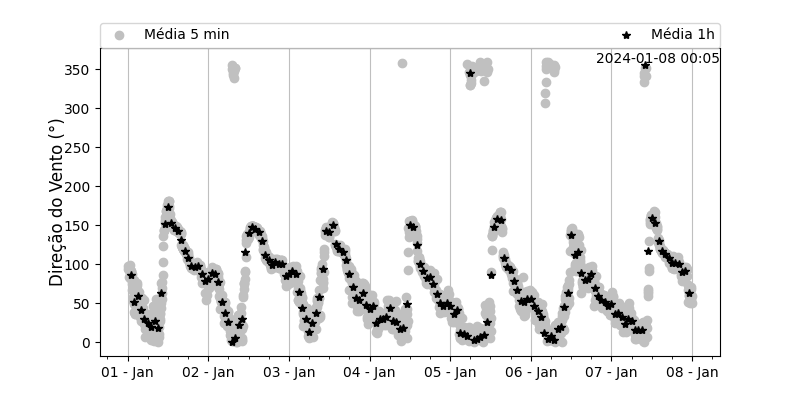 Média 5 min
Média 1h
2024-01-08 00:05
Direção do Vento (°)
350
300
250
200
150
100
50
0
01 - Jan
02 - Jan
03 - Jan
04 - Jan
05 - Jan
06 - Jan
07 - Jan
08 - Jan